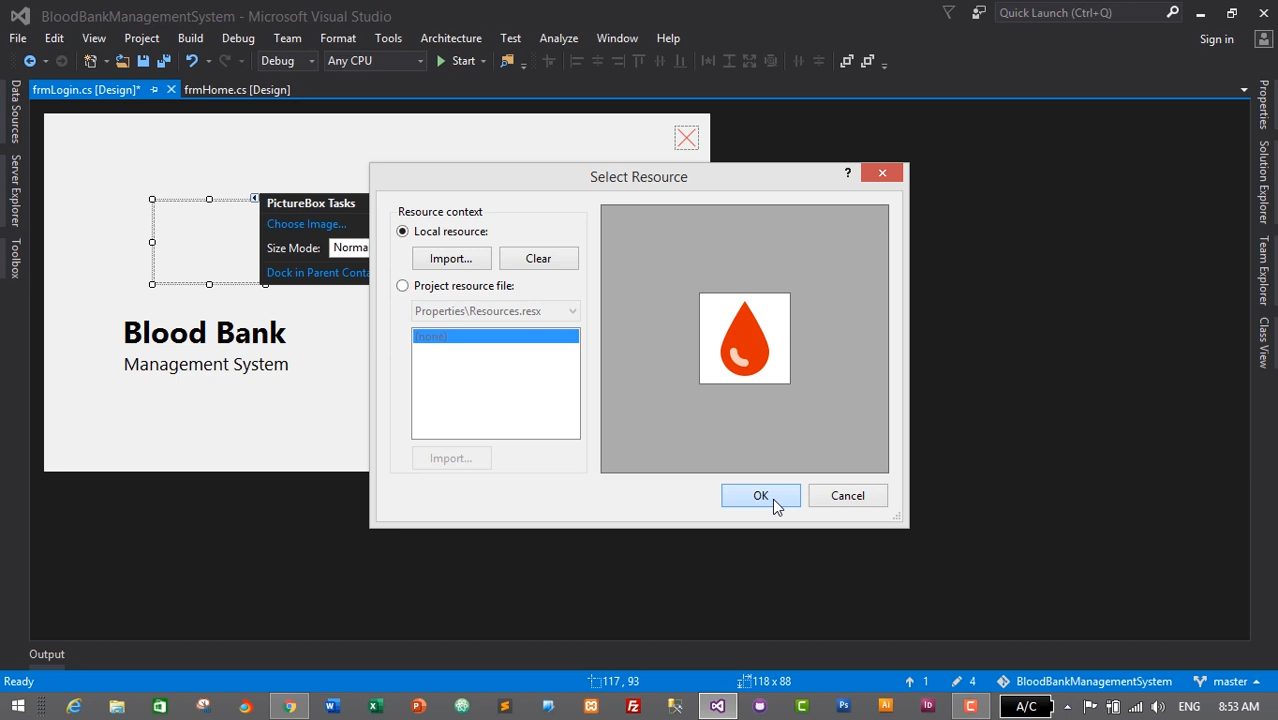 BloodBankManagementSystem - Microsoft Visual Studio
Quick Launch (Ctrl+Q)
File Edit View Project Build Debug Team Format Tools Architecture Test Analyze Window Help
Sign in
Debug Any CPU Start
frmLogin.cs [Design]* frmHome.cs [Design]
Data Sources
Server Explorer
Toolbox
Properties
Solution Explorer
Team Explorer
Class View
PictureBox Tasks
Choose Image...
Size Mode: Norma
Dock in Parent Conta
Blood Bank
Management System
Select Resource
?
Resource context
Local resource:
Import... Clear
Project resource file:
Properties\Resources.resx
(none)
Import...
OK Cancel
Output
Ready 117 , 93 118 x 88 1 4 BloodBankManagementSystem master
A/C ENG 8:53 AM